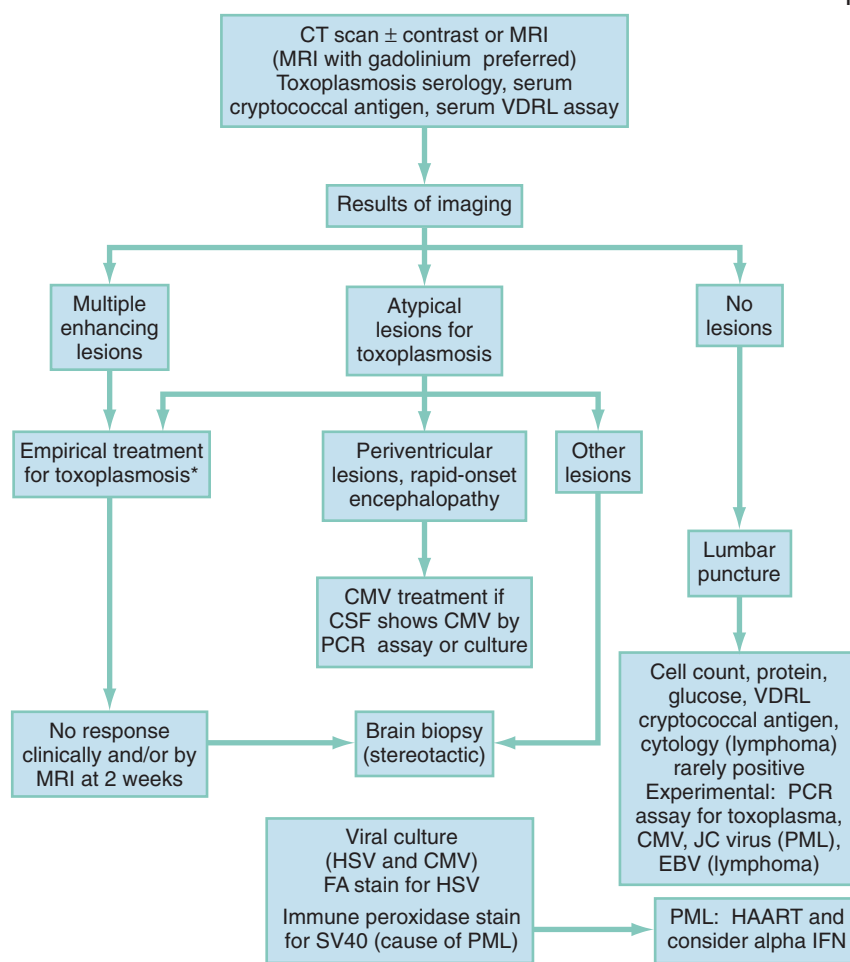 CT scan ± contrast or MRI
(MRI with gadolinium preferred)
Toxoplasmosis serology, serum
cryptococcal antigen, serum VDRL assay
Results of imaging
Multiple
enhancing
lesions
Atypical
lesions for
toxoplasmosis
No
lesions
Empirical treatment
for toxoplasmosis*
Periventricular
lesions, rapid-onset
encephalopathy
Other
lesions
Lumbar
puncture
CMV treatment if
CSF shows CMV by
PCR assay or culture
Cell count, protein,
glucose, VDRL
cryptococcal antigen,
cytology (lymphoma)
rarely positive
Experimental: PCR
assay for toxoplasma,
CMV, JC virus (PML),
EBV (lymphoma)
No response
clinically and/or by
MRI at 2 weeks
Brain biopsy
(stereotactic)
Viral culture
(HSV and CMV)
FA stain for HSV
Immune peroxidase stain
for SV40 (cause of PML)
PML: HAART and
consider alpha IFN